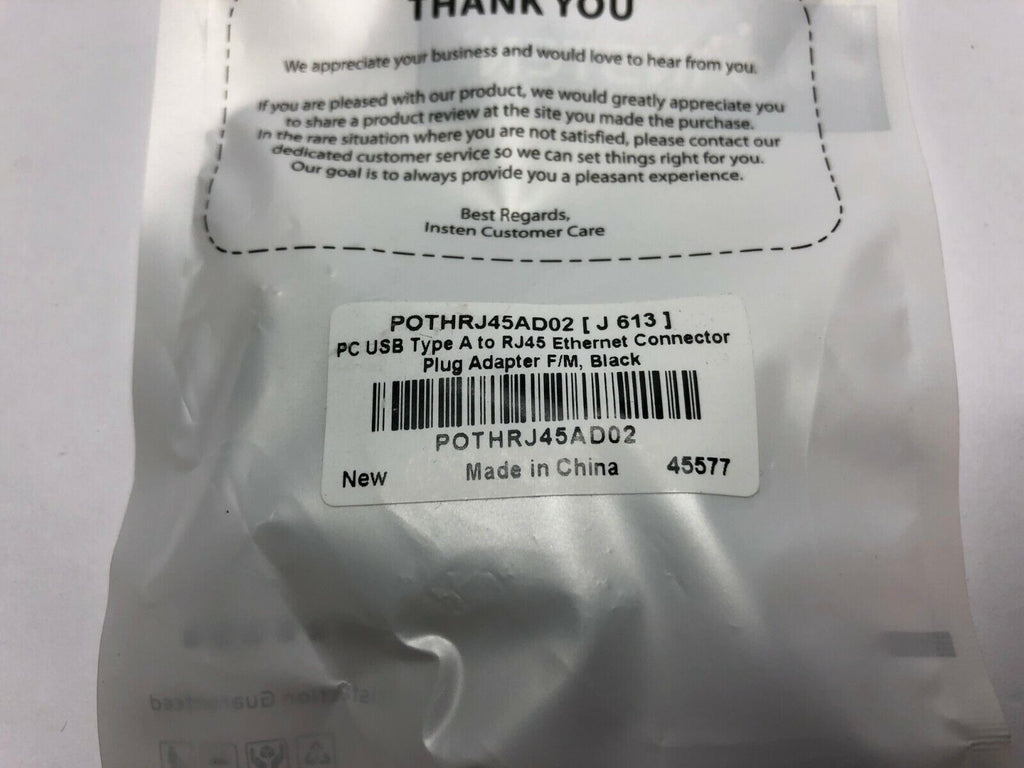 THANK YOU
We appreciate your business and would love to hear from you.
If you are pleased with our product, we would greatly appreciate you
to share a product review at the site you made the purchase.
In the rare situation where you are not satisfied, please contact our
dedicated customer service so we can set things right for you.
Our goal is to always provide you a pleasant experience.
Best Regards,
Insten Customer Care
POTHRJ45AD02 [ J 613 ]
PC USB Type A to RJ45 Ethernet Connector
Plug Adapter F/M, Black
POTHRJ45AD02
New Made in China 45577